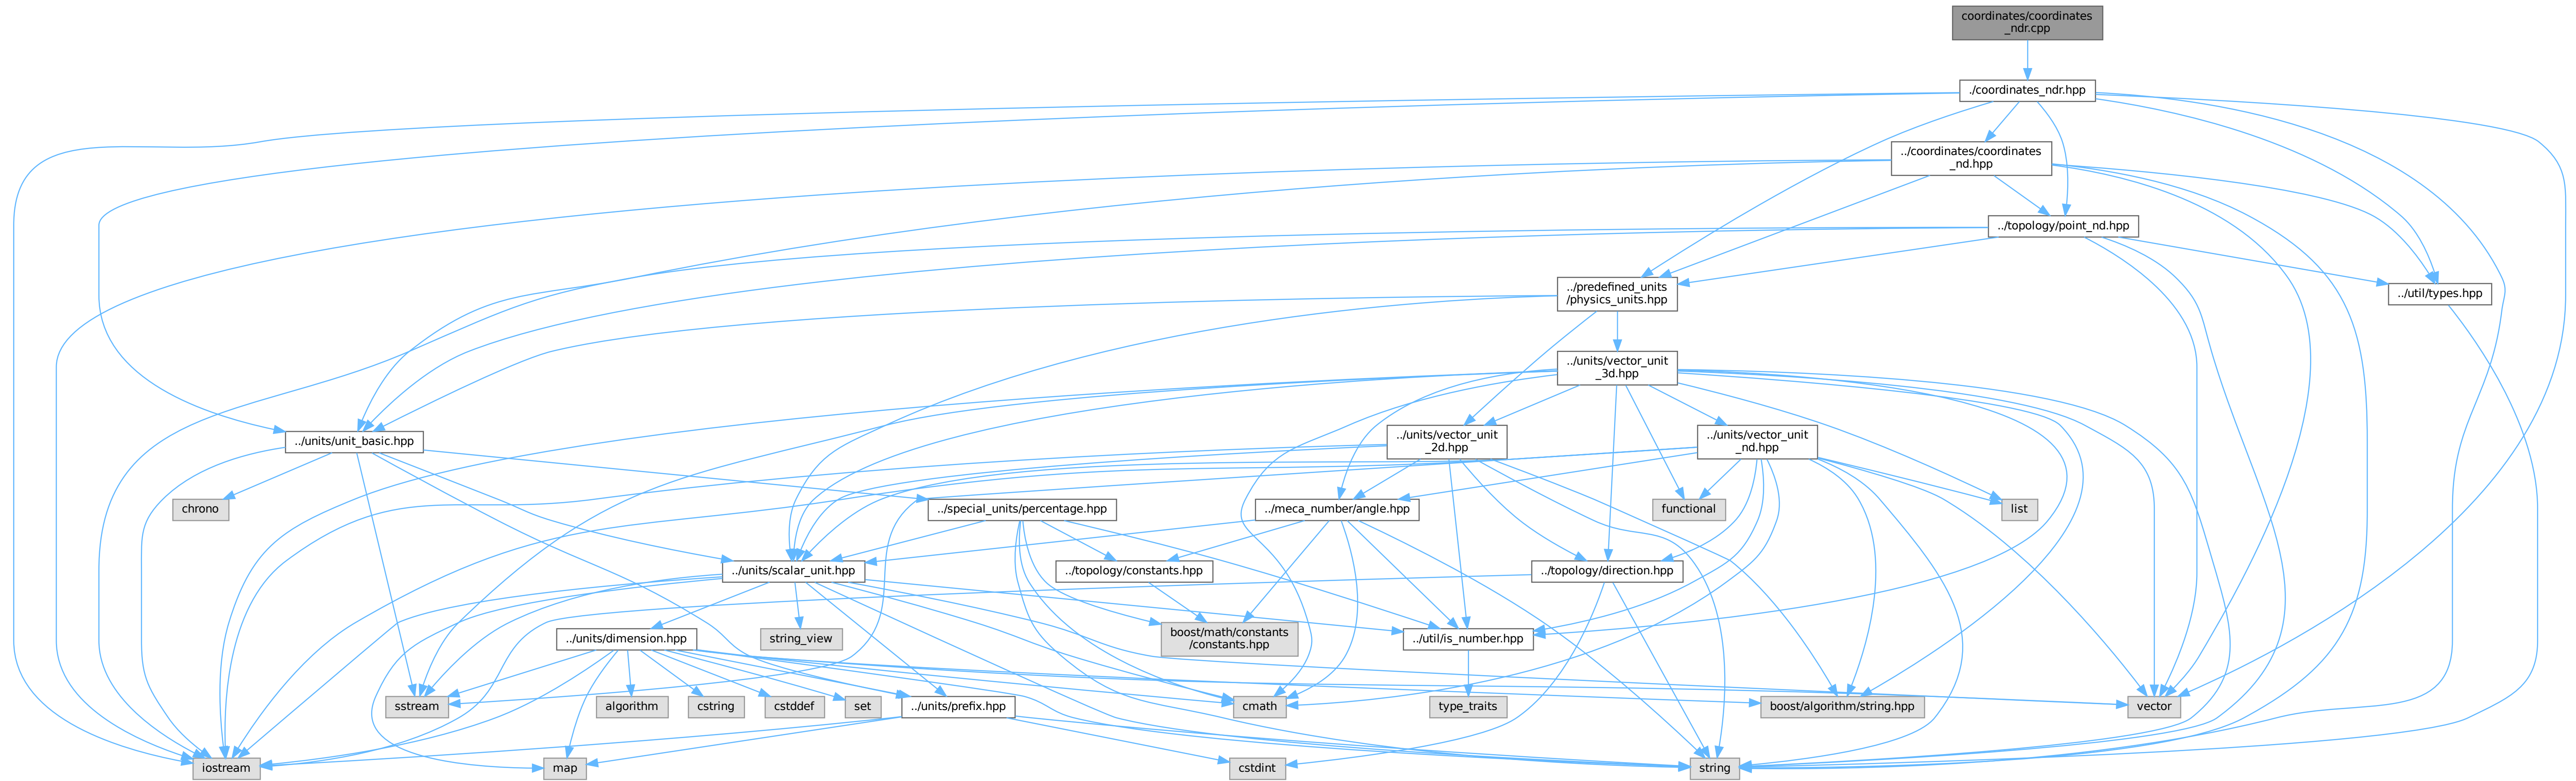 coordinates/coordinates
_ndr.cpp
./coordinates_ndr.hpp
../coordinates/coordinates
_nd.hpp
../topology/point_nd.hpp
../predefined_units
/physics_units.hpp
../util/types.hpp
../units/vector_unit
_3d.hpp
../units/unit_basic.hpp
../units/vector_unit
_2d.hpp
../units/vector_unit
_nd.hpp
chrono
../special_units/percentage.hpp
../meca_number/angle.hpp
functional
list
../units/scalar_unit.hpp
../topology/constants.hpp
../topology/direction.hpp
../units/dimension.hpp
string_view
boost/math/constants
/constants.hpp
../util/is_number.hpp
sstream
algorithm
cstring
cstddef
set
../units/prefix.hpp
cmath
type_traits
boost/algorithm/string.hpp
vector
iostream
map
cstdint
string